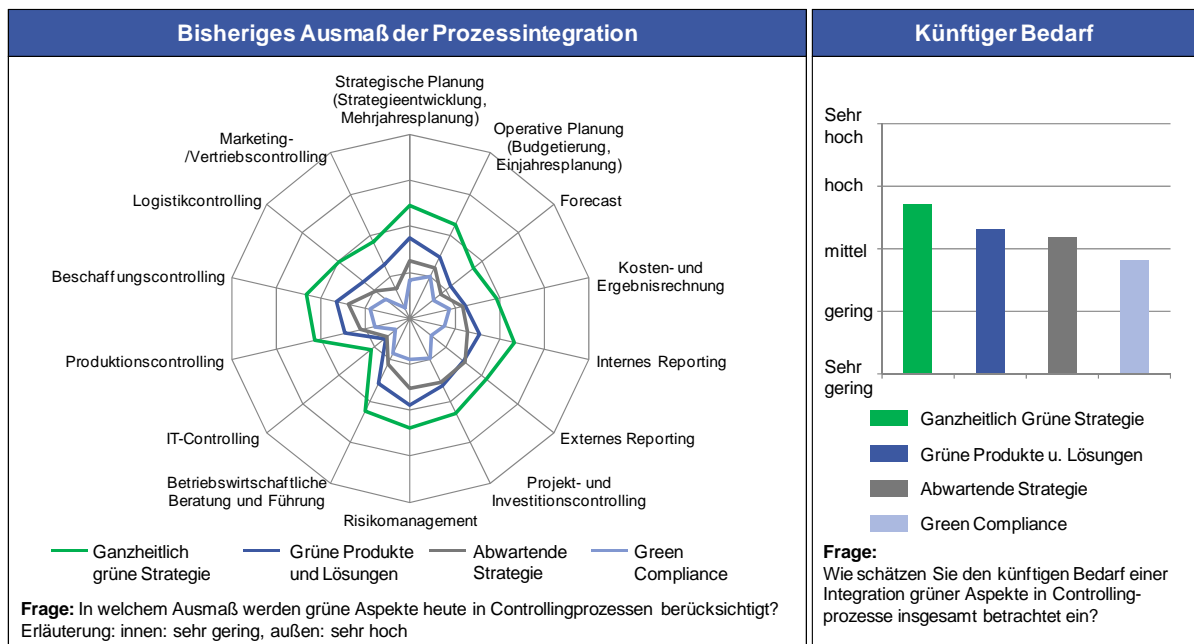 Bisheriges Ausmaß der Prozessintegration
Strategische Planung
(Strategieentwicklung,
Mehrjahresplanung)
Operative Planung
(Budgetierung,
Einjahresplanung)
Forecast
Kosten- und
Ergebnisrechnung
Internes Reporting
Externes Reporting
Projekt- und
Investitionscontrolling
Risikomanagement
Betriebswirtschaftliche
Beratung und Führung
IT-Controlling
Produktionscontrolling
Beschaffungscontrolling
Logistikcontrolling
Marketing-
/Vertriebscontrolling
Ganzheitlich
grüne Strategie
Grüne Produkte
und Lösungen
Abwartende
Strategie
Green
Compliance
Frage: In welchem Ausmaß werden grüne Aspekte heute in Controllingprozessen berücksichtigt?
Erläuterung: innen: sehr gering, außen: sehr hoch
Künftiger Bedarf
Sehr
hoch
hoch
mittel
gering
Sehr
gering
Ganzheitlich Grüne Strategie
Grüne Produkte u. Lösungen
Abwartende Strategie
Green Compliance
Frage:
Wie schätzen Sie den künftigen Bedarf einer
Integration grüner Aspekte in Controlling-
prozesse insgesamt betrachtet ein?